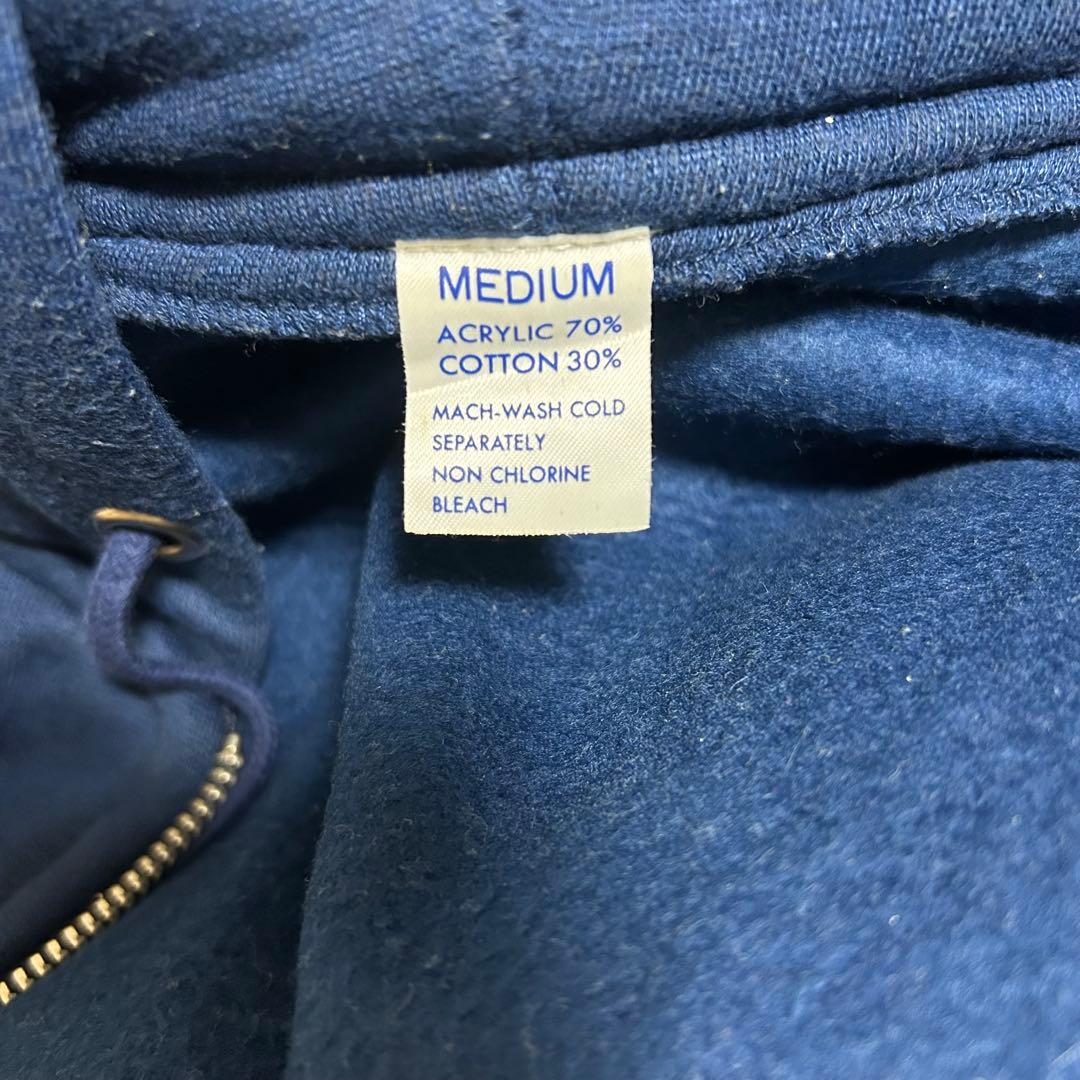 MEDIUM
ACRYLIC 70%
COTTON 30%
MACH-WASH COLD
SEPARATELY
NON CHLORINE
BLEACH